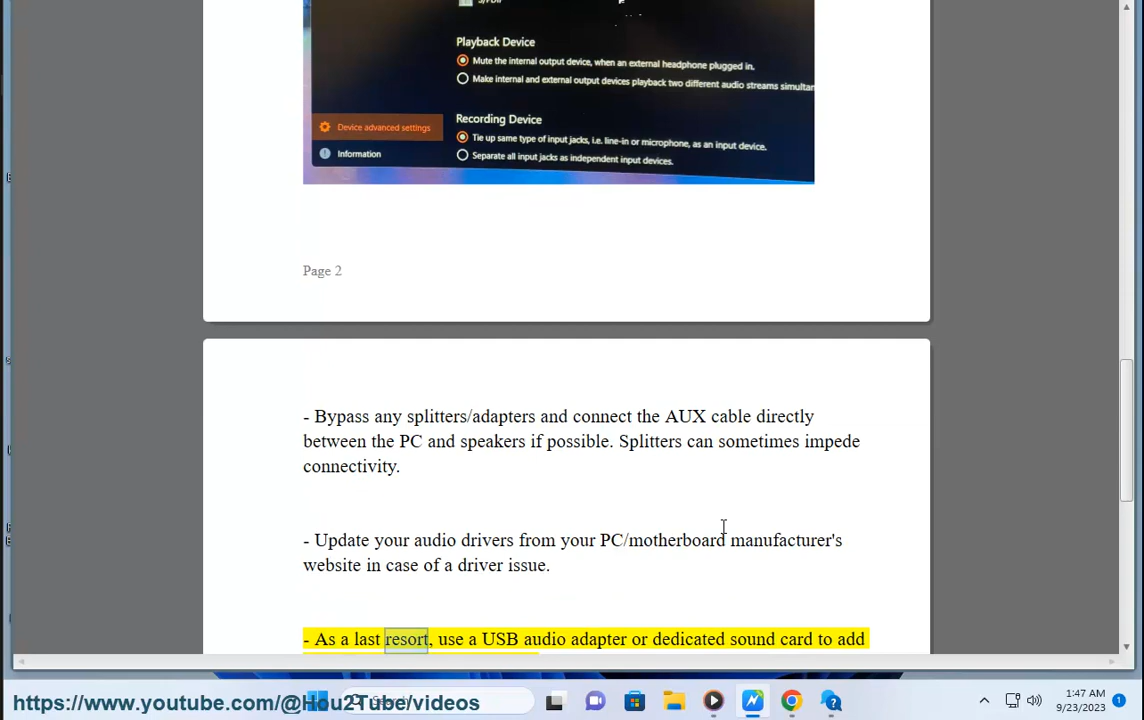 Playback Device
Mute the internal output device, when an external headphone plugged in.
Make internal and external output devices playback two different audio streams simultan
Recording Device
Device advanced settings
Tie up same type of input jacks, i.e. line-in or microphone, as an input device.
Information
Separate all input jacks as independent input devices.
Page 2
- Bypass any splitters/adapters and connect the AUX cable directly
between the PC and speakers if possible. Splitters can sometimes impede
connectivity.
- Update your audio drivers from your PC/motherboard manufacturer's
website in case of a driver issue.
- As a last resort, use a USB audio adapter or dedicated sound card to add
https://www.youtube.com/@Hou2Tube/videos
1:47 AM
9/23/2023
1